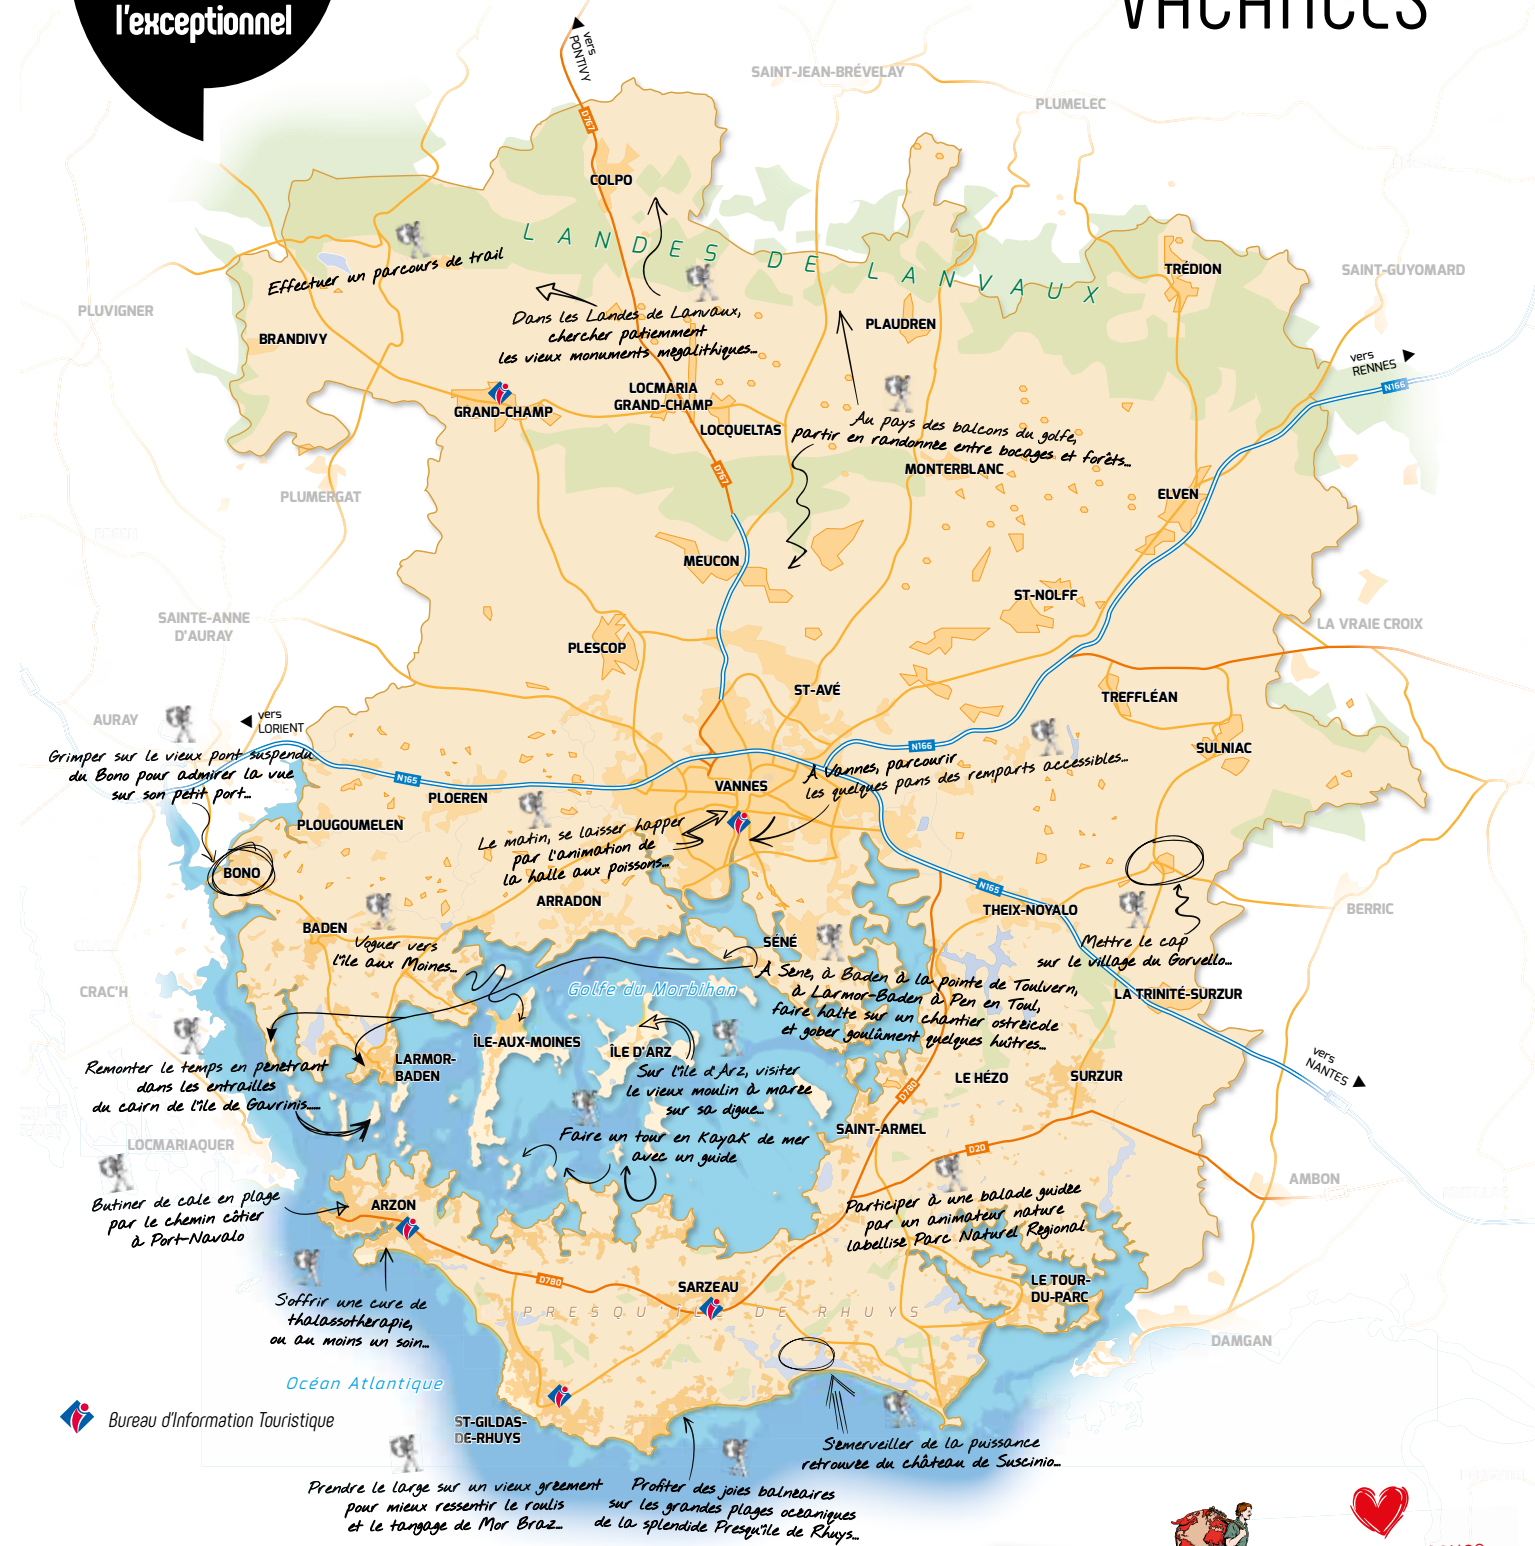 l'exceptionnel
VACANCES
vers
PONTIVY
SAINT-JEAN-BRÉVELAY
PLUMELEC
D767
COLPO
LANDES DE LANVAUX
TRÉDION
SAINT-GUYOMARD
Effectuer un parcours de trail
PLUVIGNER
BRANDIVY
Dans les Landes de Lanvaux,
chercher patiemment
les vieux monuments mégalithiques...
PLAUDREN
vers
RENNES
N166
GRAND-CHAMP
LOCMARIA
GRAND-CHAMP
LOCQUELTAS
Au pays des balcons du golfe,
partir en randonnée entre bocages et forêts...
MONTERBLANC
D767
PLUMERGAT
ELVEN
MEUCON
ST-NOLFF
SAINTE-ANNE
D'AURAY
LA VRAIE CROIX
PLESCOP
ST-AVÉ
TREFFLÉAN
AURAY
vers
LORIENT
SULNIAC
N166
Grimper sur le vieux pont suspendu
du Bono pour admirer la vue
sur son petit port...
N165
À Vannes, parcourir
les quelques pans des remparts accessibles...
VANNES
PLOEREN
PLOUGOUMELEN
Le matin, se laisser happer
par l'animation de
la halle aux poissons...
BONO
N165
ARRADON
THEIX-NOYALO
BERRIC
BADEN
Voguer vers
l'île aux Moines...
SÉNÉ
Mettre le cap
sur le village du Gorvello...
À Séné, à Baden à la pointe de Toulvern,
à Larmor-Baden à Pen en Toul,
faire halte sur un chantier ostréicole
et gober goulûment quelques huîtres...
Golfe du Morbihan
CRAC'H
LA TRINITÉ-SURZUR
ÎLE-AUX-MOINES
ÎLE D'ARZ
LARMOR-
BADEN
Remonter le temps en pénétrant
dans les entrailles
du cairn de l'île de Gavrinis......
Sur l'île d'Arz, visiter
le vieux moulin à marée
sur sa digue...
LE HÉZO
SURZUR
vers
NANTES
D780
LOCMARIAQUER
Faire un tour en Kayak de mer
avec un guide
SAINT-ARMEL
D20
AMBON
Butiner de cale en plage
par le chemin côtier
à Port-Navalo
ARZON
Participer à une balade guidée
par un animateur nature
labellisé Parc Naturel Régional
D780
SARZEAU
LE TOUR-
DU-PARC
PRESQU'ÎLE DE RHUYS
S'offrir une cure de
thalassothérapie,
ou au moins un soin...
DAMGAN
Océan Atlantique
Bureau d'Information Touristique
ST-GILDAS-
DE-RHUYS
S'émerveiller de la puissance
retrouvée du château de Suscinio...
Prendre le large sur un vieux gréement
pour mieux ressentir le roulis
et le tangage de Mor Braz...
Profiter des joies balnéaires
sur les grandes plages océaniques
de la splendide Presqu'île de Rhuys...